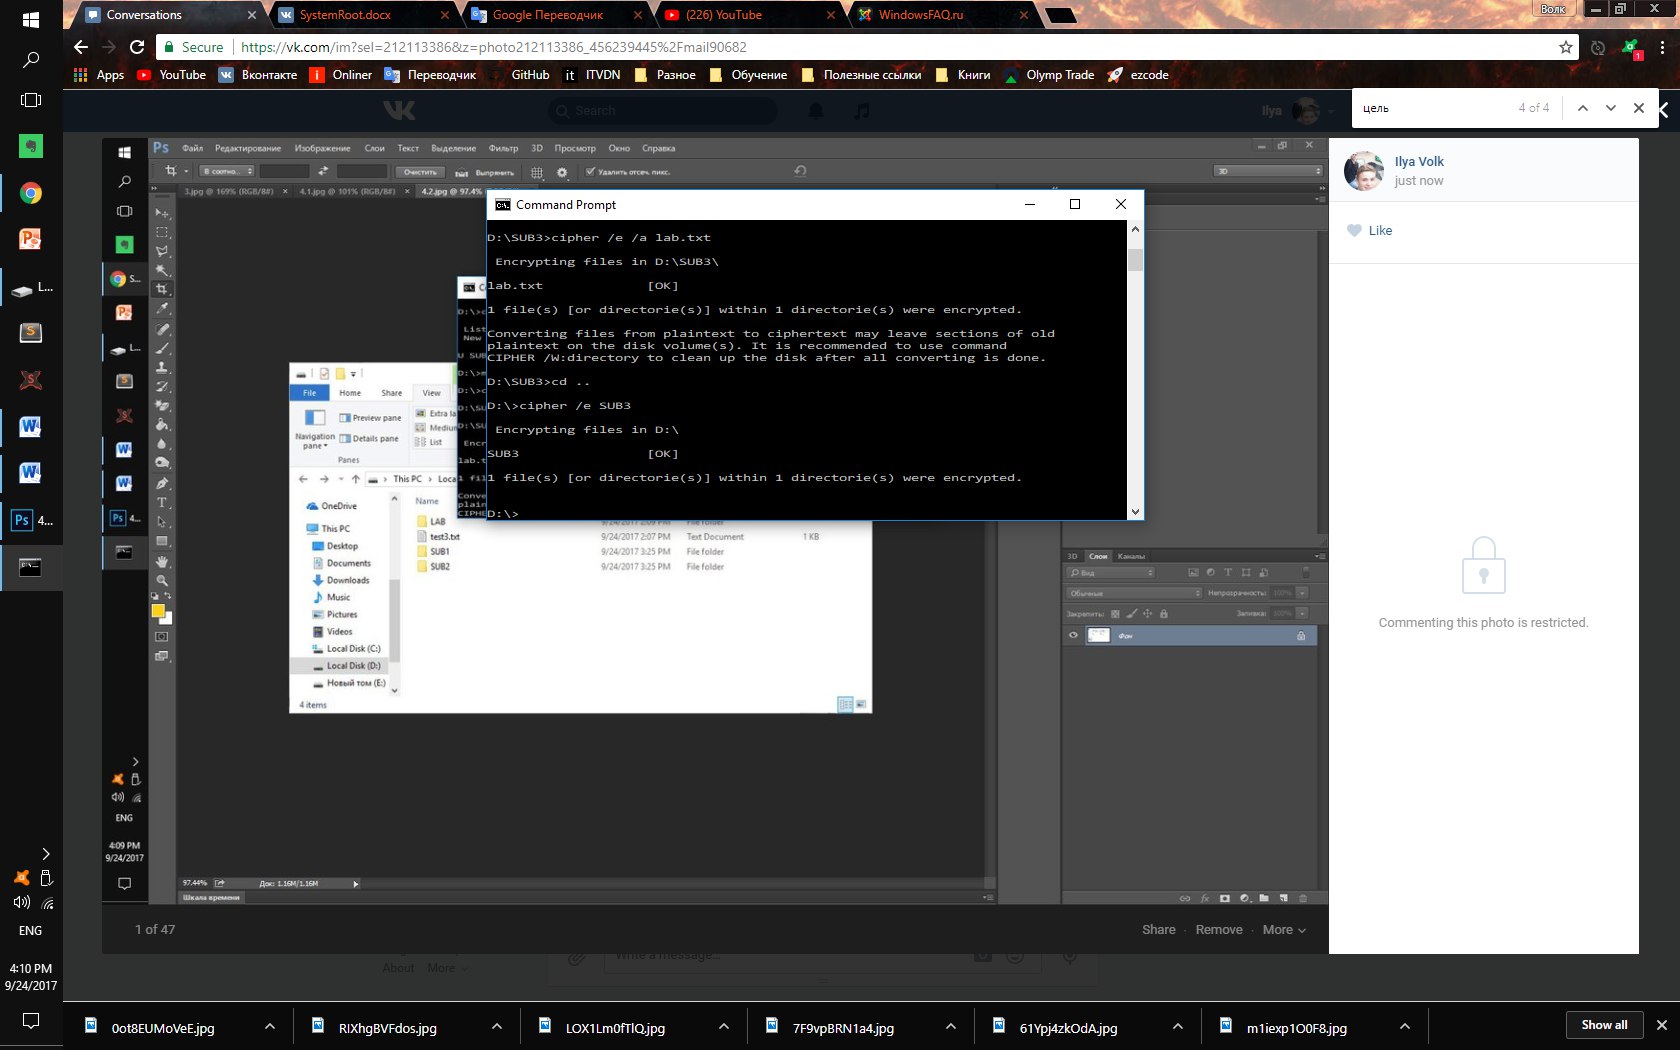 Conversations
SystemRoot.docx
Google Переводчик
(226) YouTube
WindowsFAQ.ru
Волк
Secure
https://vk.com/im?sel=212113386&z=photo212113386_456239445%2Fmail90682
Apps
YouTube
Вконтакте
Onliner
Переводчик
GitHub
ITVDN
Разное
Обучение
Полезные ссылки
Книги
Olymp Trade
ezcode
Search
Ilya
цель
4 of 4
Ps
Файл Редактирование Изображение Слои Текст Выделение Фильтр 3D Просмотр Окно Справка
В соотно...
Очистить
Выпрямить
Удалить отсеч. пикс.
3D
3.jpg @ 169% (RGB/8#)
4.1.jpg @ 101% (RGB/8#)
4.2.jpg @ 97.4%
Command Prompt
D:\SUB3>cipher /e /a lab.txt
Encrypting files in D:\SUB3\
lab.txt [OK]
1 file(s) [or directorie(s)] within 1 directorie(s) were encrypted.
Converting files from plaintext to ciphertext may leave sections of old
plaintext on the disk volume(s). It is recommended to use command
CIPHER /W:directory to clean up the disk after all converting is done.
D:\SUB3>cd ..
D:\>cipher /e SUB3
Encrypting files in D:\
SUB3 [OK]
1 file(s) [or directorie(s)] within 1 directorie(s) were encrypted.
D:\>
File Home Share View
Navigation pane
Preview pane
Details pane
Extra la
Medium
List
Panes
This PC
Loca
Name
OneDrive
This PC
Desktop
Documents
Downloads
Music
Pictures
Videos
Local Disk (C:)
Local Disk (D:)
Новый том (E:)
LAB 9/24/2017 2:09 PM File folder
test3.txt 9/24/2017 2:07 PM Text Document 1 KB
SUB1 9/24/2017 3:25 PM File folder
SUB2 9/24/2017 3:25 PM File folder
4 items
3D Слои Каналы
Вид
Обычные
Непрозрачность: 100%
Закрепить:
Заливка: 100%
Фон
97.44%
Док: 1.16M/1.16M
Шкала времени
ENG
4:09 PM
9/24/2017
Ilya Volk
just now
Like
Commenting this photo is restricted.
1 of 47
Share
Remove
More
About
More
Write a message...
L...
4...
ENG
4:10 PM
9/24/2017
0ot8EUMoVeE.jpg
RIXhgBVFdos.jpg
LOX1Lm0fTlQ.jpg
7F9vpBRN1a4.jpg
61Ypj4zkOdA.jpg
m1iexp1O0F8.jpg
Show all